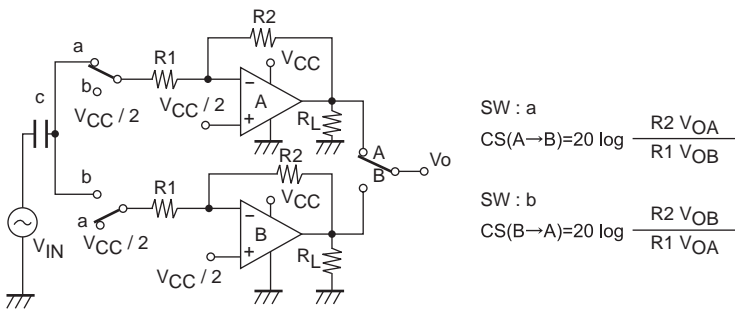 R2
a
R1
VCC
b
VCC / 2
VCC / 2
c
A
RL
SW : a
CS(A→B)=20 log R2 VOA
R1 VOB
A
Vo
B
R2
b
R1
VCC
a
VCC / 2
B
VIN
VCC / 2
RL
SW : b
CS(B→A)=20 log R2 VOB
R1 VOA